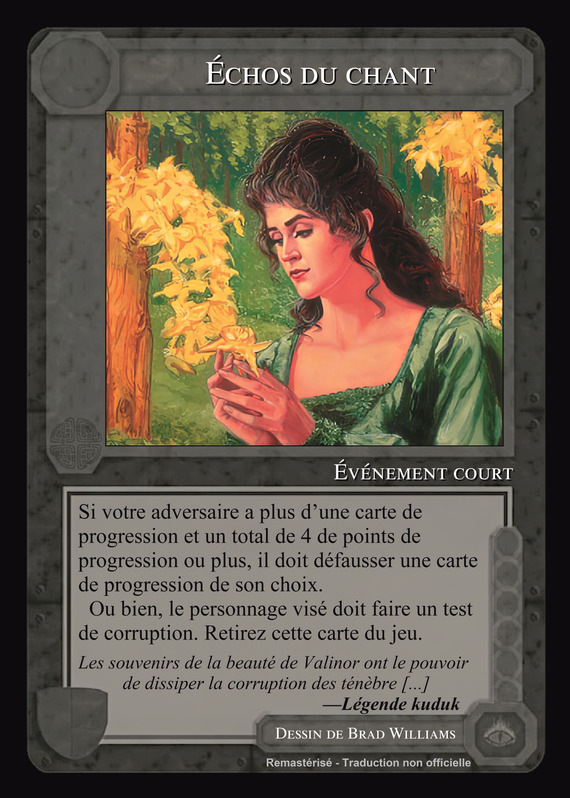 Échos du chant
Événement court
Si votre adversaire a plus d’une carte de
progression et un total de 4 de points de
progression ou plus, il doit défausser une carte
de progression de son choix.
Ou bien, le personnage visé doit faire un test
de corruption. Retirez cette carte du jeu.
Les souvenirs de la beauté de Valinor ont le pouvoir
de dissiper la corruption des ténèbre [...]
—Légende kuduk
Dessin de Brad Williams
Remastérisé - Traduction non officielle